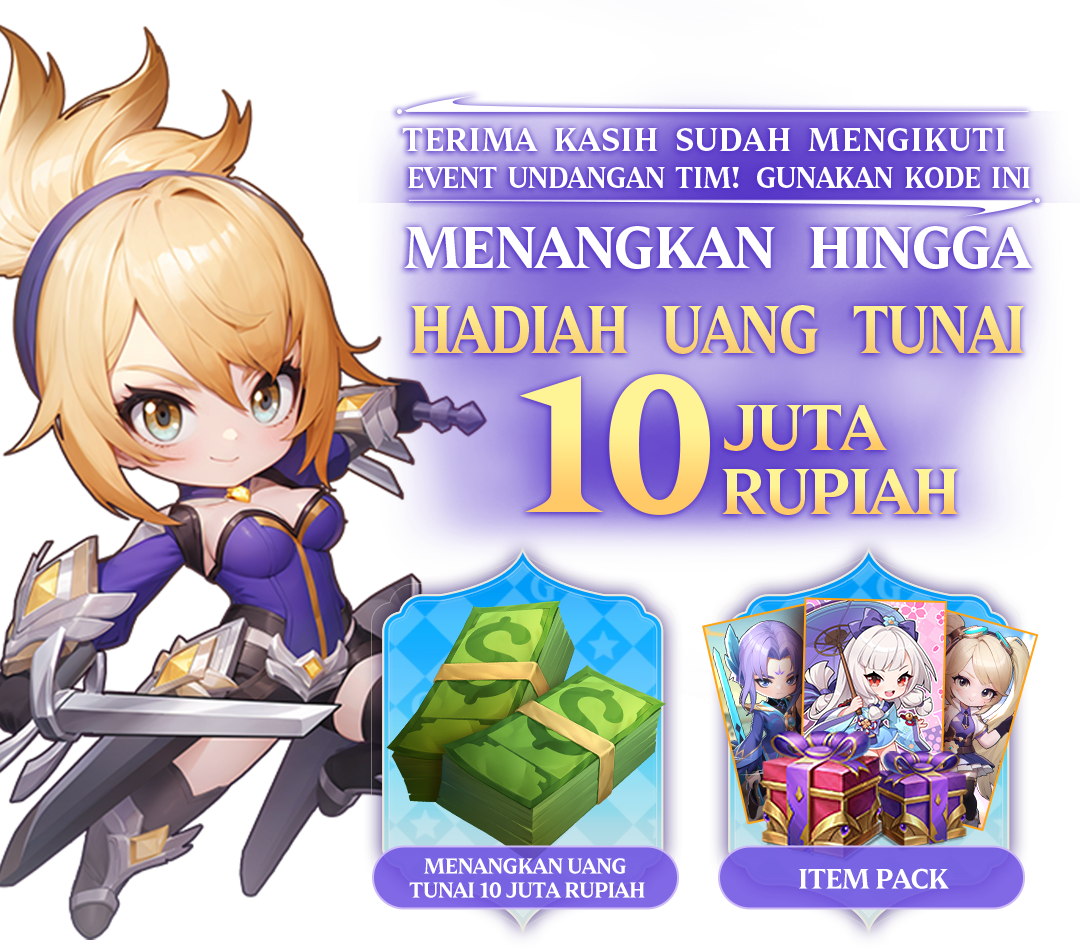 TERIMA KASIH SUDAH MENGIKUTI
EVENT UNDANGAN TIM! GUNAKAN KODE INI
MENANGKAN HINGGA
HADIAH UANG TUNAI
10 JUTA
RUPIAH
MENANGKAN UANG
TUNAI 10 JUTA RUPIAH
ITEM PACK